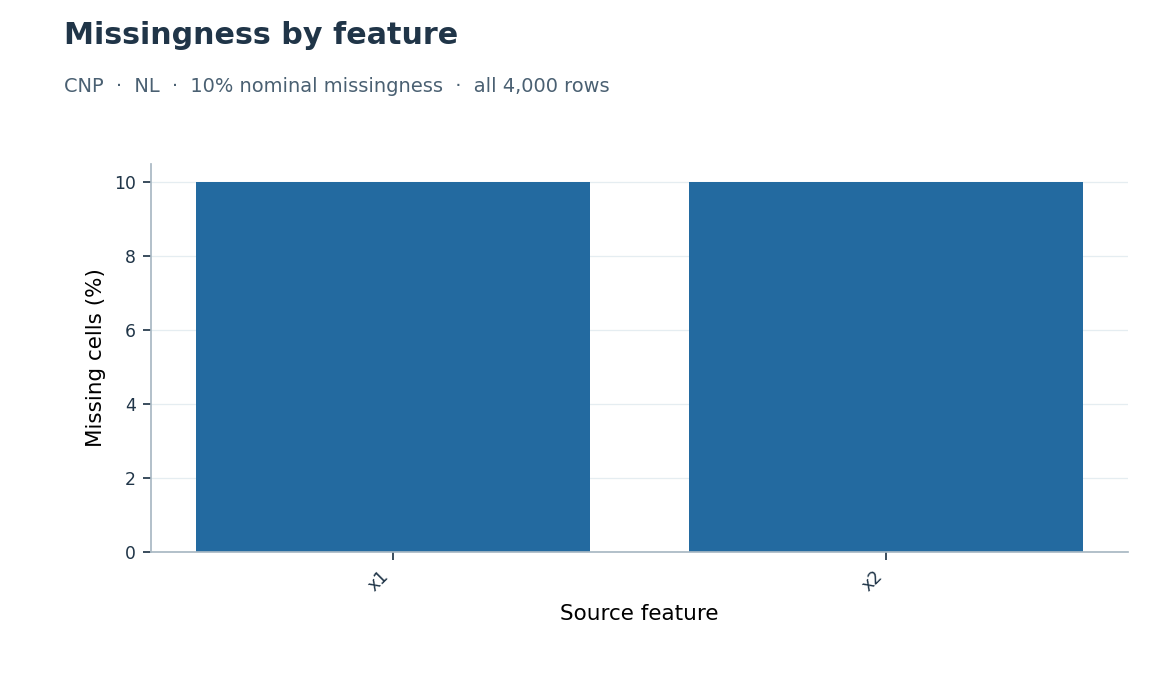 Missingness by feature
CNP · NL · 10% nominal missingness · all 4,000 rows
10
8
6
4
2
0
Missing cells (%)
x1
x2
Source feature